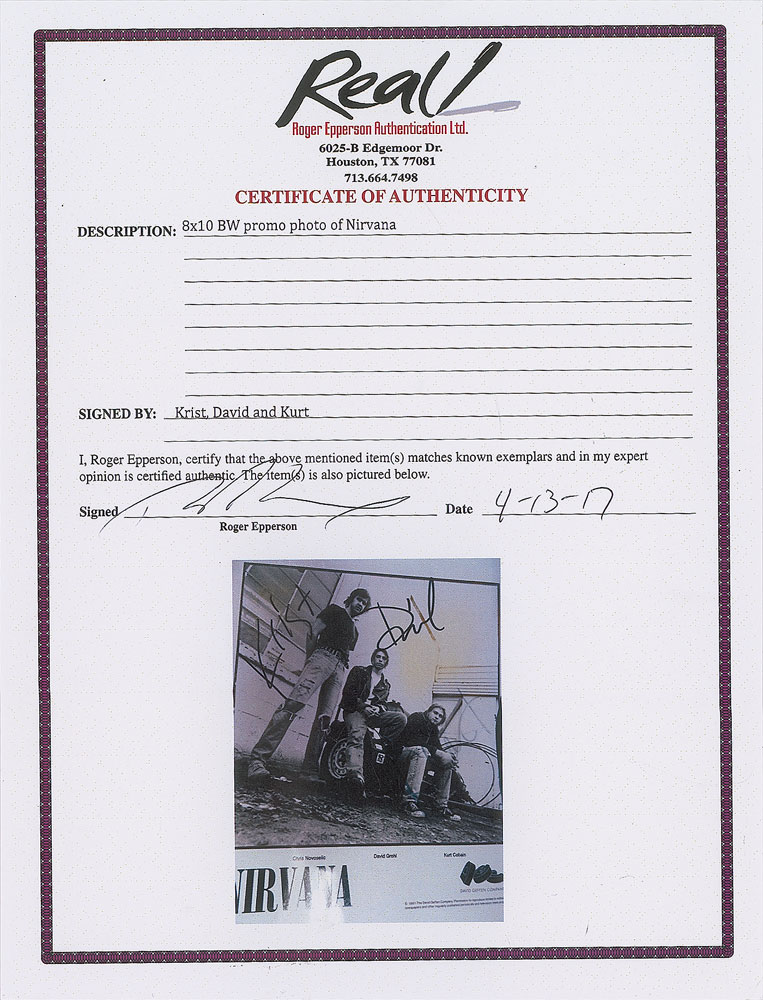 Real!
Roger Epperson Authentication Ltd.
6025-B Edgemoor Dr.
Houston, TX 77081
713.664.7498
CERTIFICATE OF AUTHENTICITY
DESCRIPTION: 8x10 BW promo photo of Nirvana
SIGNED BY: Krist, David and Kurt
I, Roger Epperson, certify that the above mentioned item(s) matches known exemplars and in my expert
opinion is certified authentic. The item(s) is also pictured below.
Signed
Date 4-13-17
Roger Epperson
Krist
David
Chris Novoselic David Grohl Kurt Cobain
NIRVANA
DAVID GEFFEN COMPANY